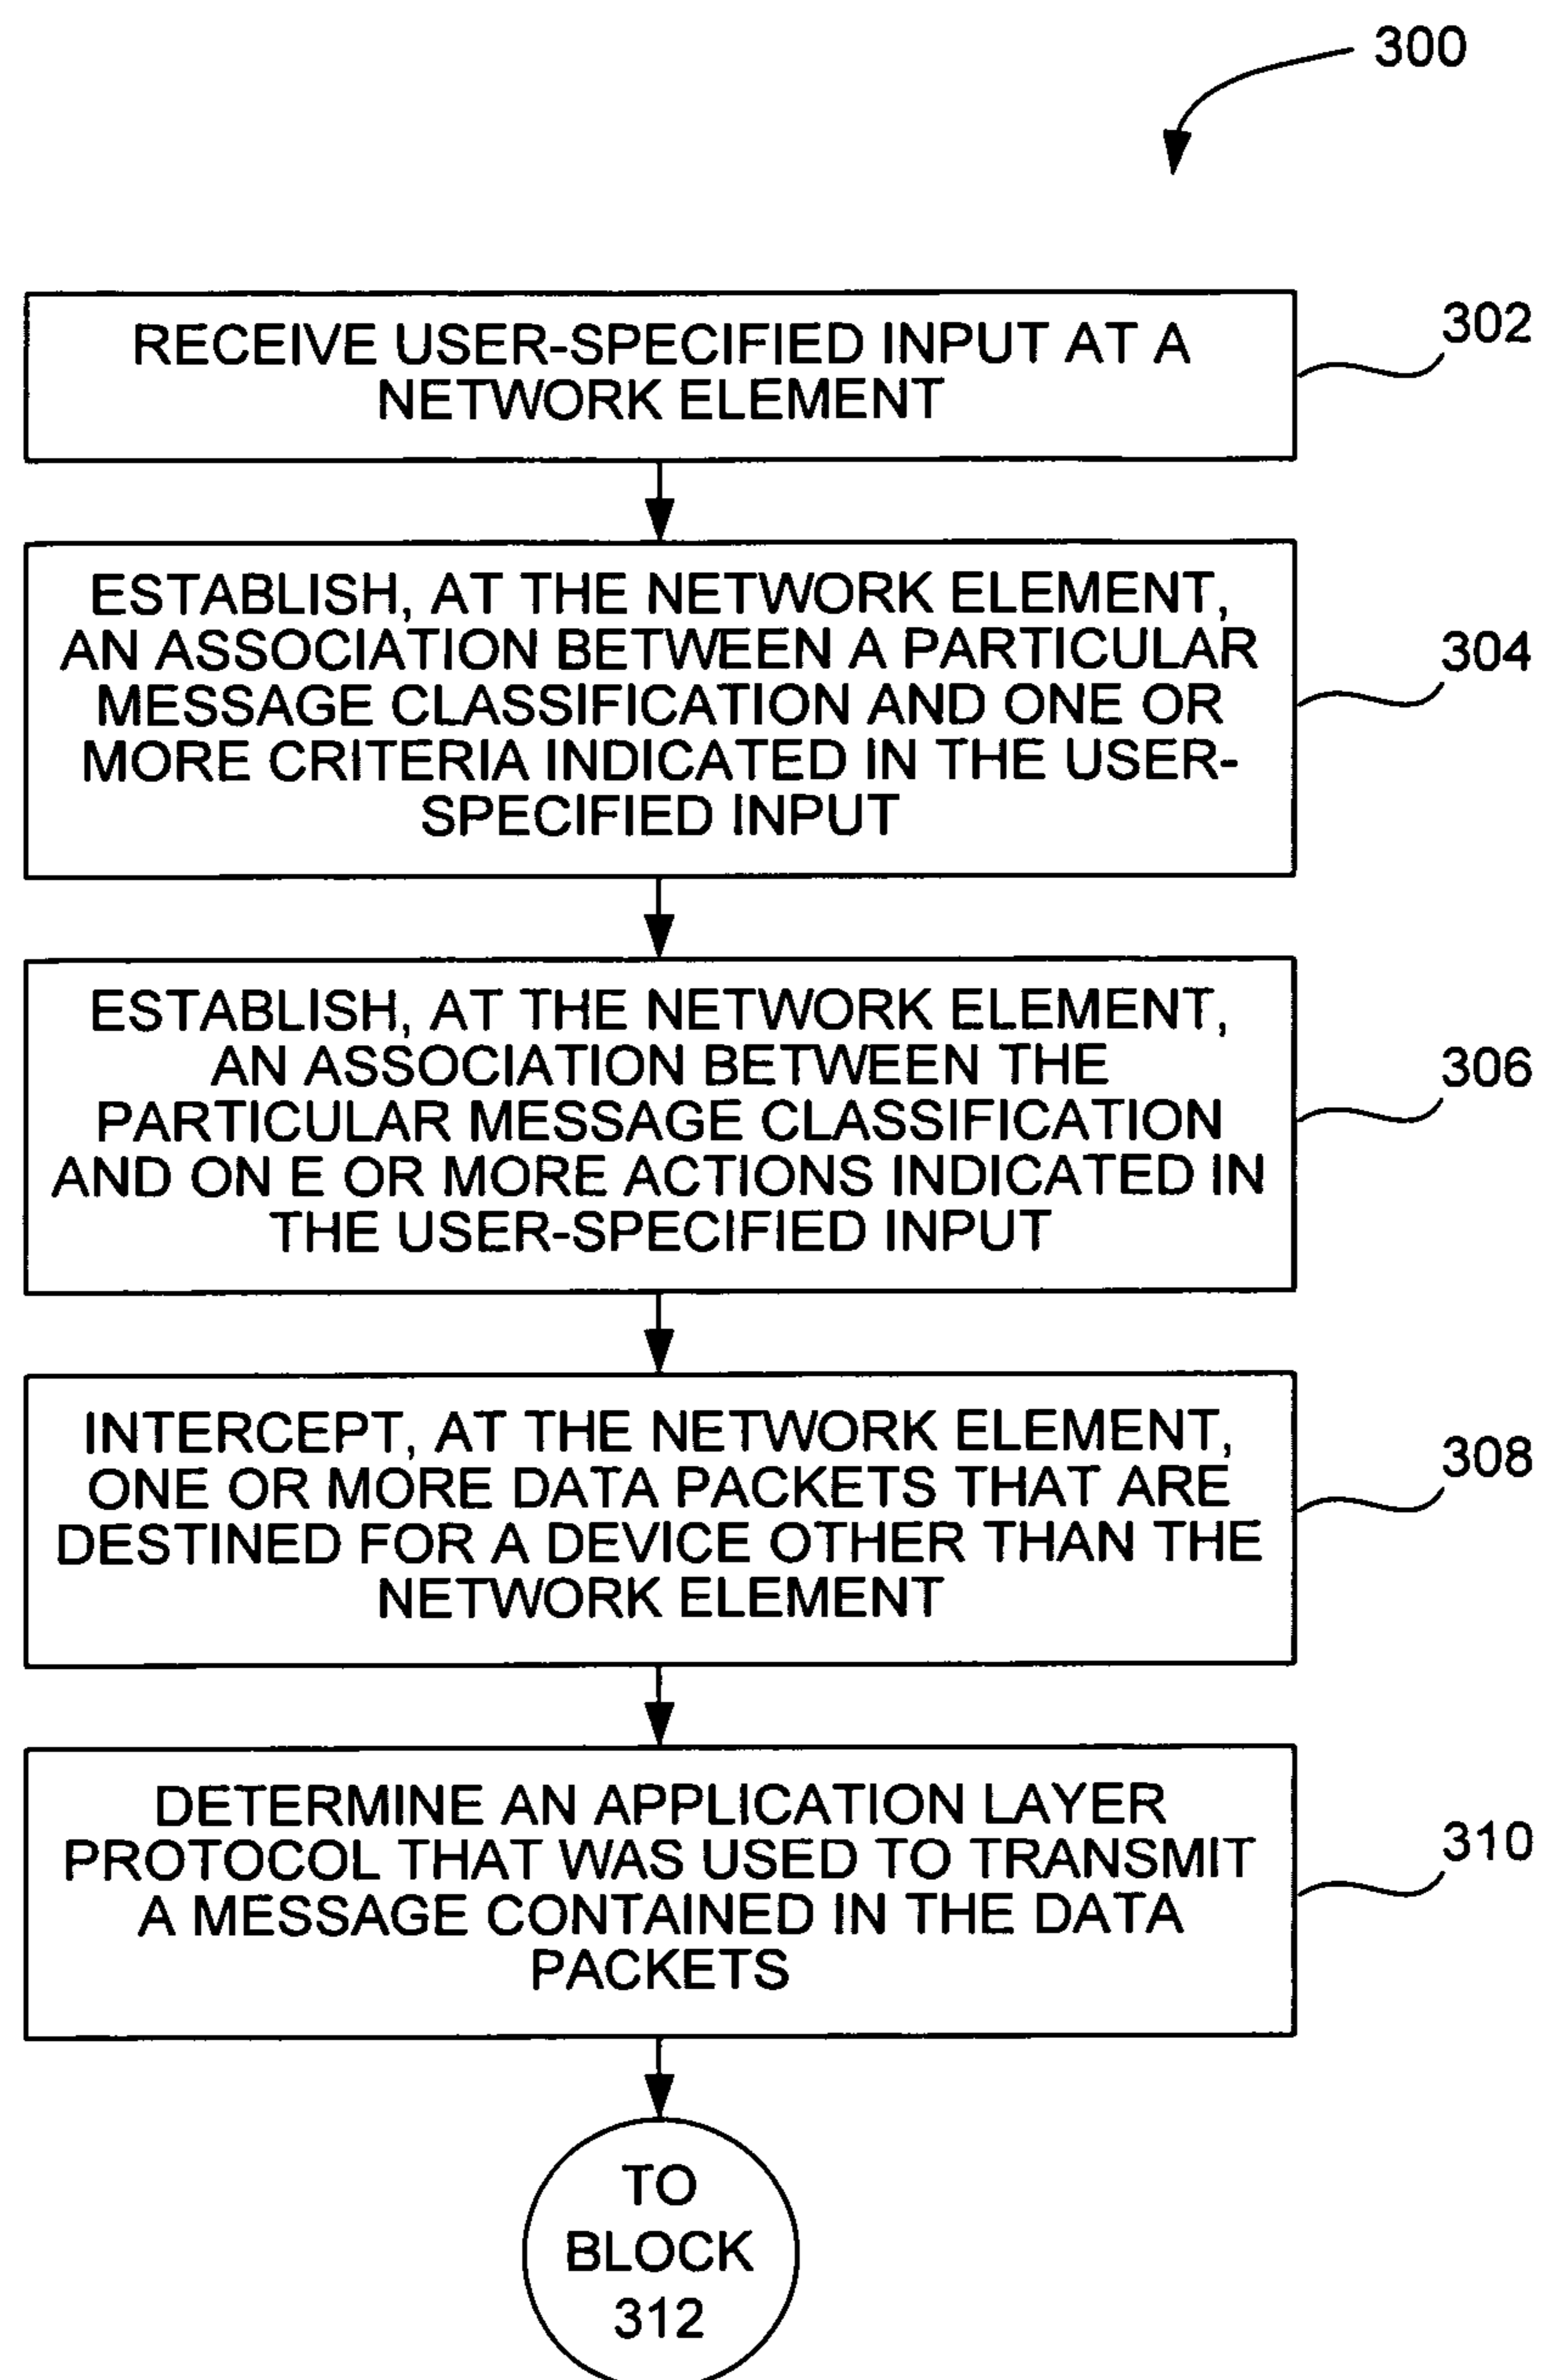 300
RECEIVE USER-SPECIFIED INPUT AT A
NETWORK ELEMENT
302
ESTABLISH, AT THE NETWORK ELEMENT,
AN ASSOCIATION BETWEEN A PARTICULAR
MESSAGE CLASSIFICATION AND ONE OR
MORE CRITERIA INDICATED IN THE USER-
SPECIFIED INPUT
304
ESTABLISH, AT THE NETWORK ELEMENT,
AN ASSOCIATION BETWEEN THE
PARTICULAR MESSAGE CLASSIFICATION
AND ON E OR MORE ACTIONS INDICATED IN
THE USER-SPECIFIED INPUT
306
INTERCEPT, AT THE NETWORK ELEMENT,
ONE OR MORE DATA PACKETS THAT ARE
DESTINED FOR A DEVICE OTHER THAN THE
NETWORK ELEMENT
308
DETERMINE AN APPLICATION LAYER
PROTOCOL THAT WAS USED TO TRANSMIT
A MESSAGE CONTAINED IN THE DATA
PACKETS
310
TO
BLOCK
312